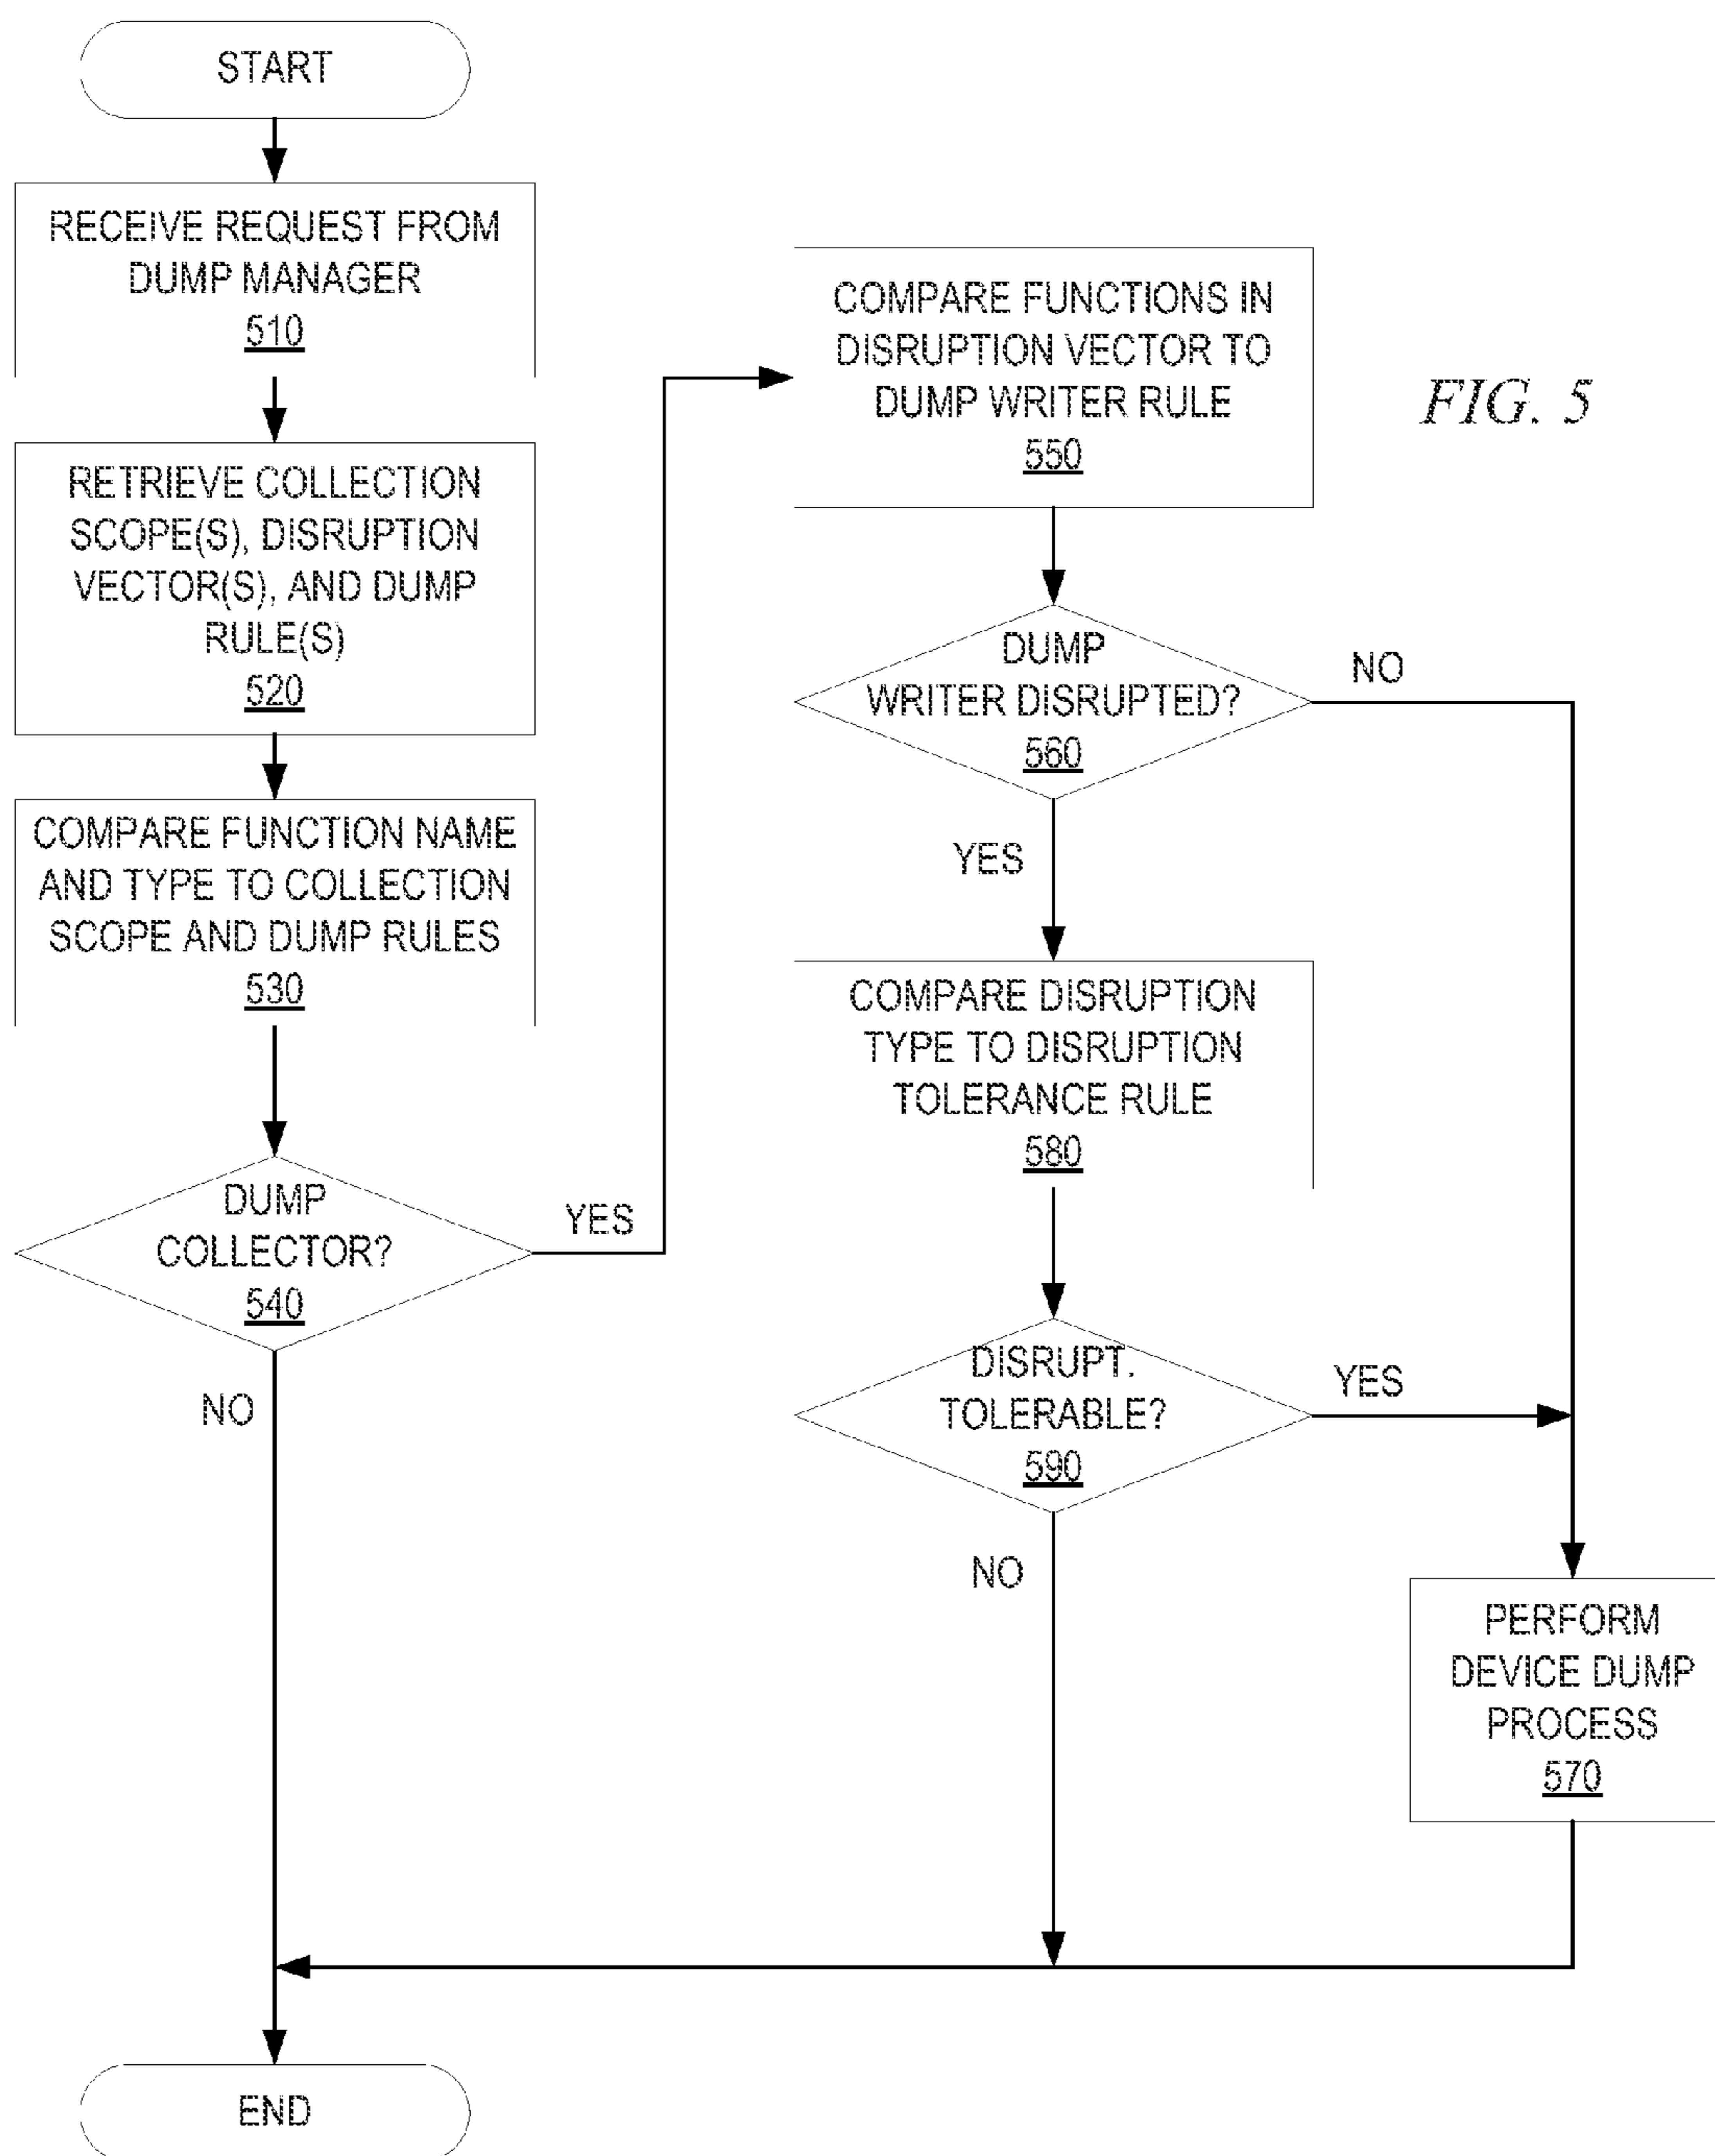 START
RECEIVE REQUEST FROM
DUMP MANAGER
510
RETRIEVE COLLECTION
SCOPE(S), DISRUPTION
VECTOR(S), AND DUMP
RULE(S)
520
COMPARE FUNCTION NAME
AND TYPE TO COLLECTION
SCOPE AND DUMP RULES
530
DUMP
COLLECTOR?
540
YES
NO
COMPARE FUNCTIONS IN
DISRUPTION VECTOR TO
DUMP WRITER RULE
550
FIG. 5
DUMP
WRITER DISRUPTED?
560
NO
YES
COMPARE DISRUPTION
TYPE TO DISRUPTION
TOLERANCE RULE
580
DISRUPT.
TOLERABLE?
590
YES
NO
PERFORM
DEVICE DUMP
PROCESS
570
END